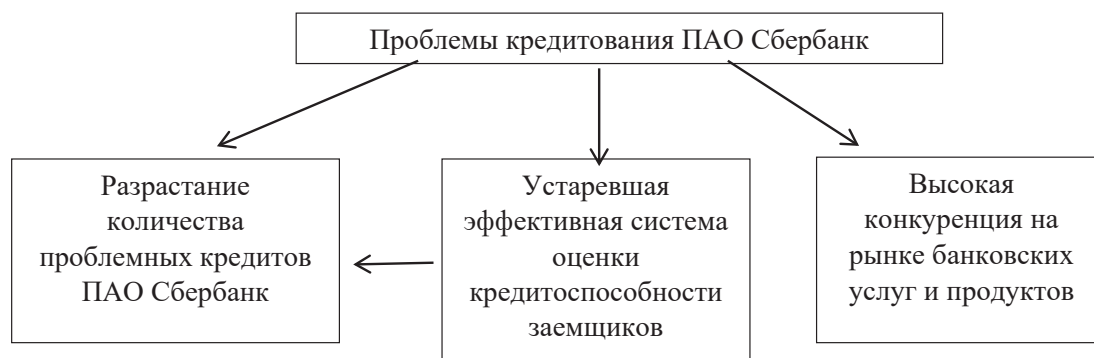 Проблемы кредитования ПАО Сбербанк
Разрастание
количества
проблемных кредитов
ПАО Сбербанк
Устаревшая
эффективная система
оценки
кредитоспособности
заемщиков
Высокая
конкуренция на
рынке банковских
услуг и продуктов